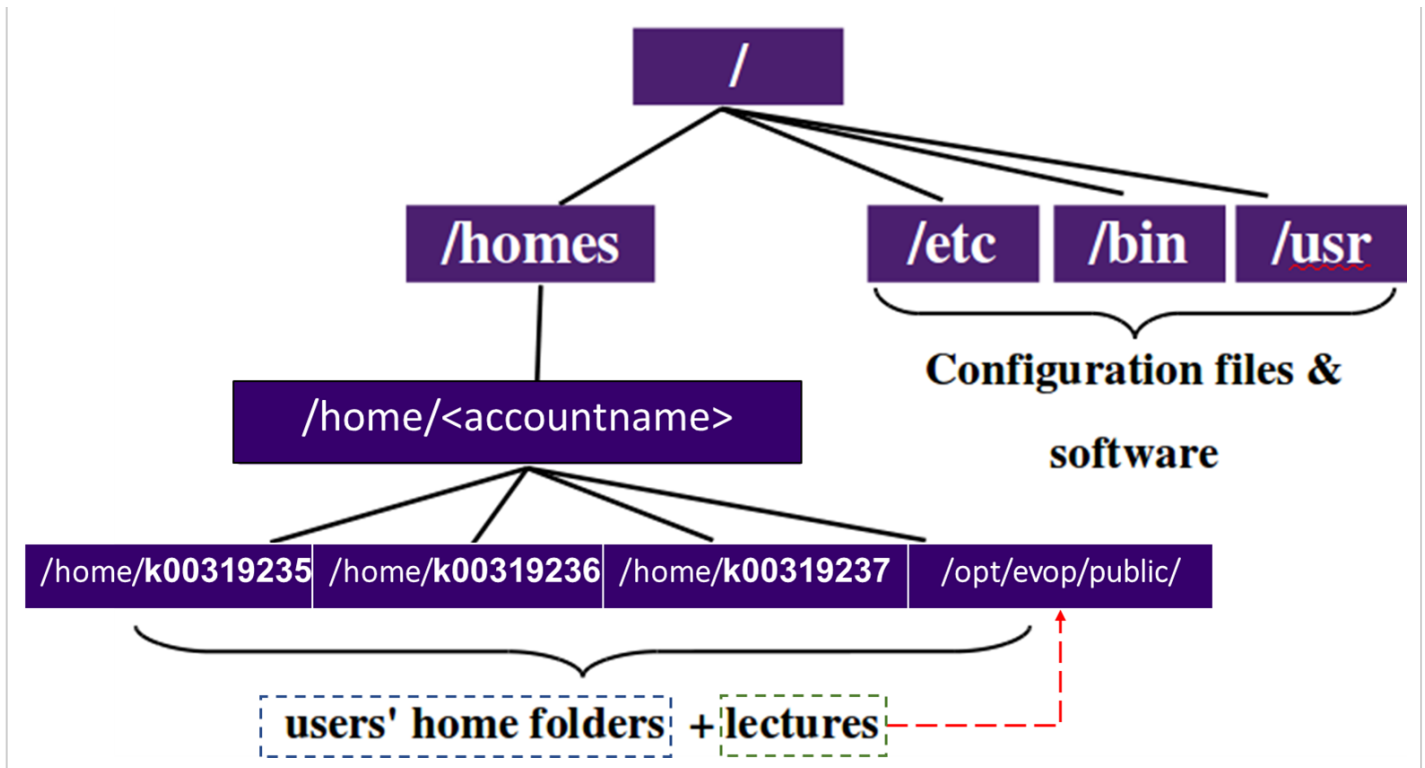 /
/homes
/etc
/bin
/usr
Configuration files &
software
/home/<accountname>
/home/k00319235
/home/k00319236
/home/k00319237
/opt/evop/public/
users' home folders + lectures